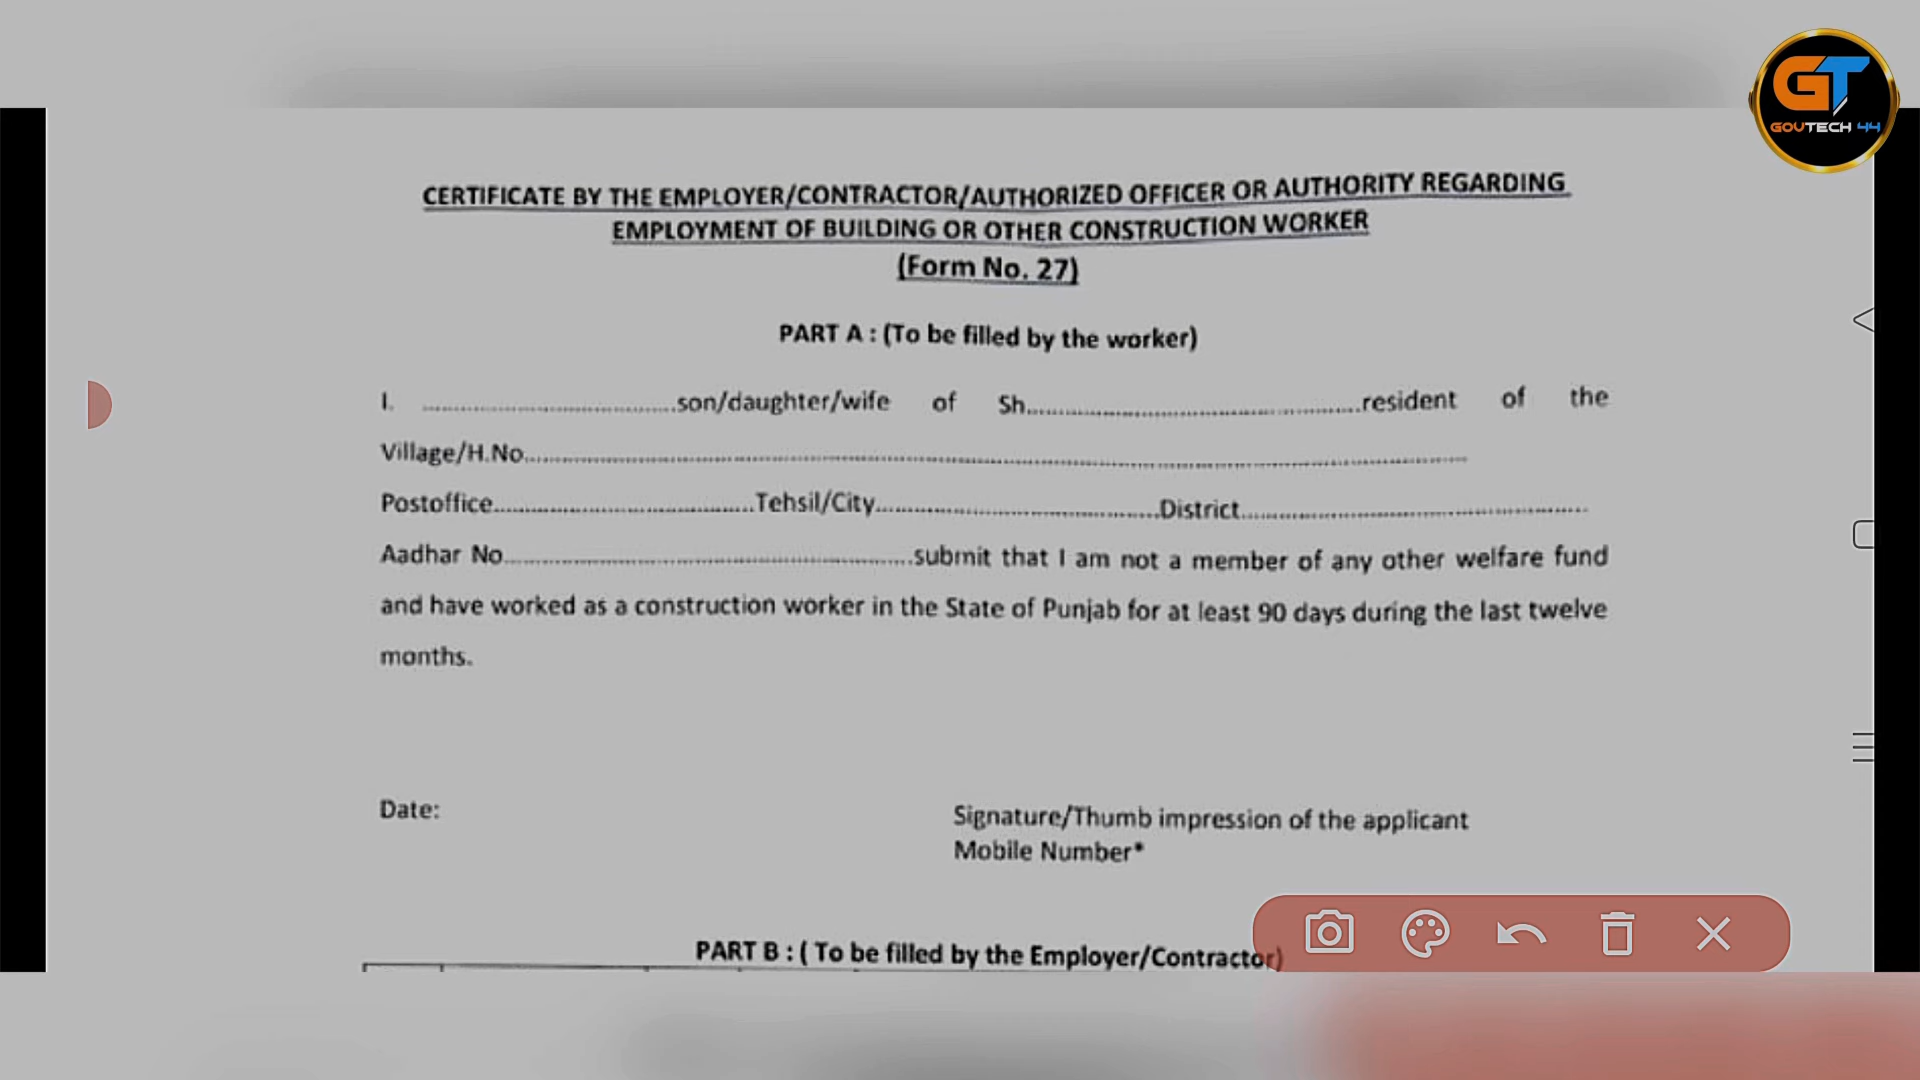 GT
GOVTECH 44
CERTIFICATE BY THE EMPLOYER/CONTRACTOR/AUTHORIZED OFFICER OR AUTHORITY REGARDING
EMPLOYMENT OF BUILDING OR OTHER CONSTRUCTION WORKER
(Form No. 27)
PART A : (To be filled by the worker)
I. ..............................son/daughter/wife of Sh..........................................resident of the
Village/H.No..............................................................................................................
Postoffice................................Tehsil/City...................................District..........................................
Aadhar No..................................................submit that I am not a member of any other welfare fund
and have worked as a construction worker in the State of Punjab for at least 90 days during the last twelve
months.
Date:
Signature/Thumb impression of the applicant
Mobile Number*
PART B : ( To be filled by the Employer/Contractor)